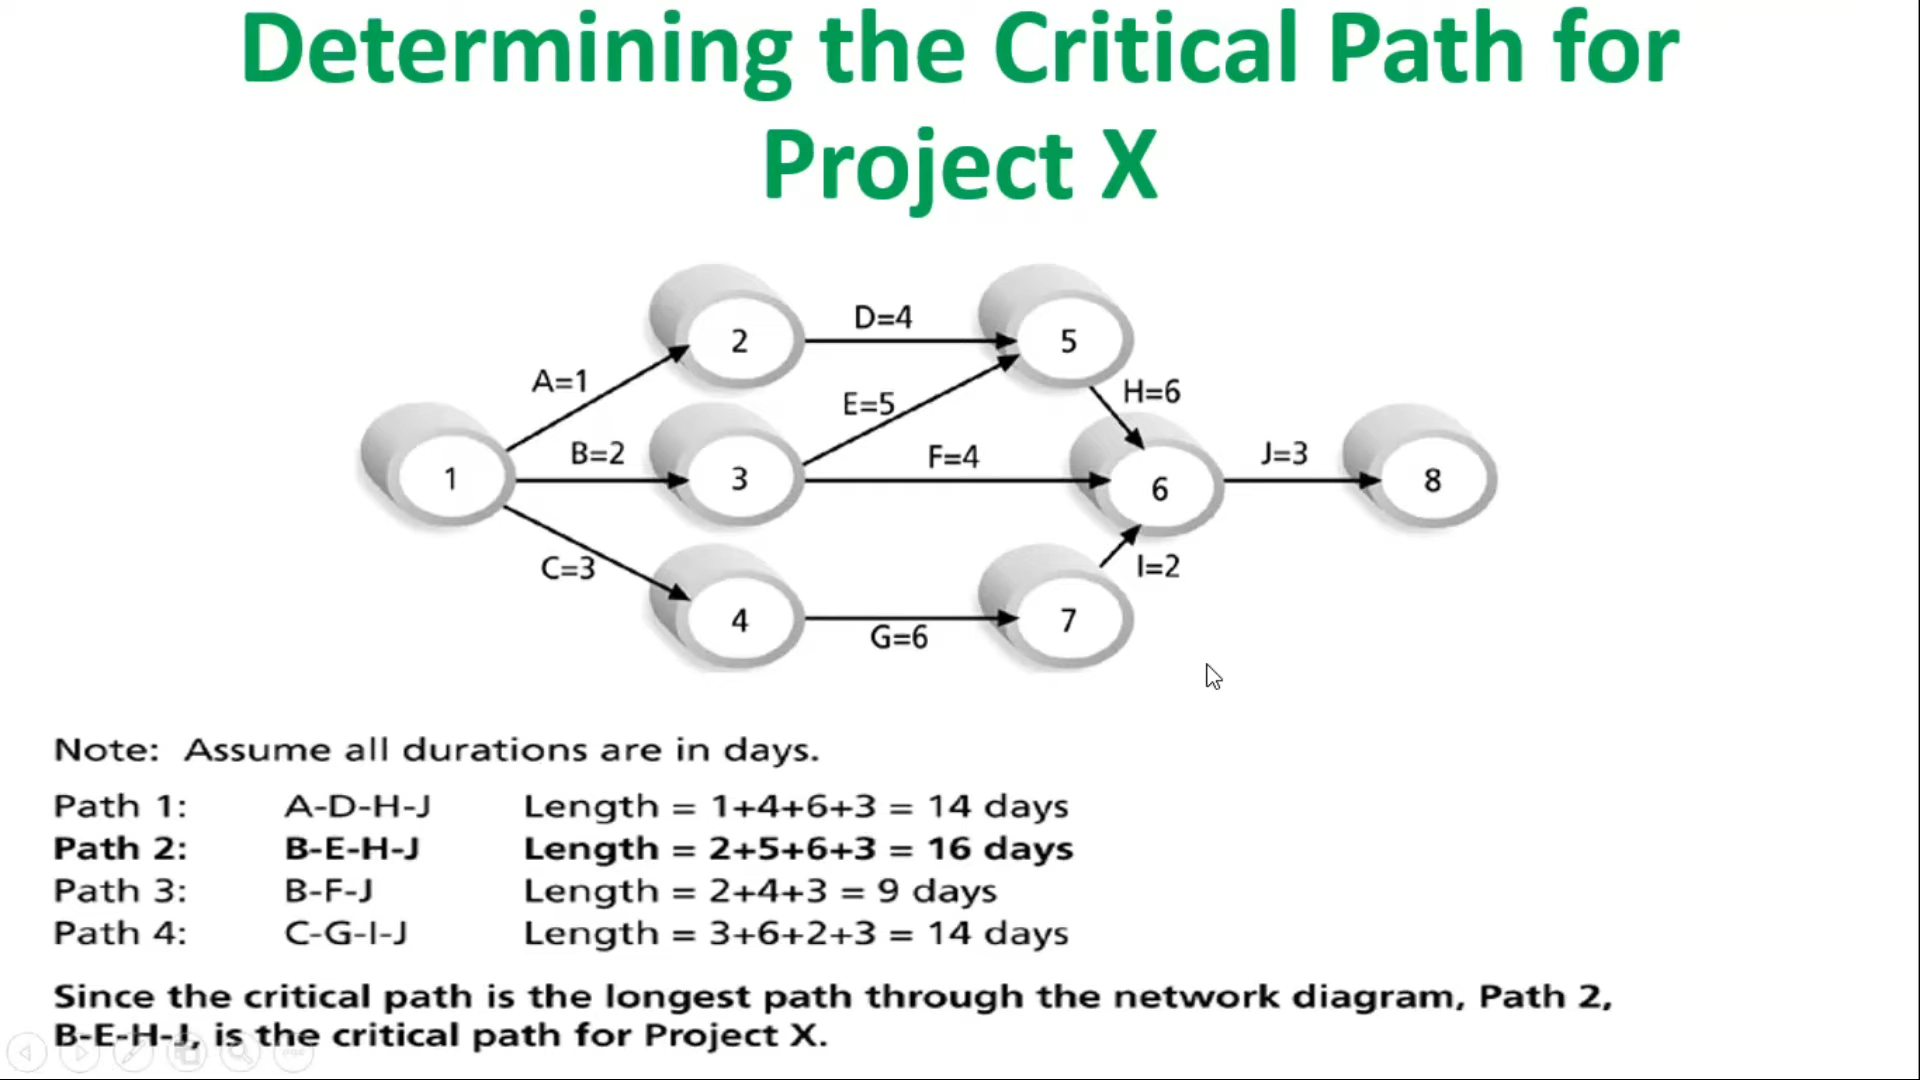 Determining the Critical Path for
Project X
2
D=4
5
A=1
E=5
H=6
1
B=2
3
F=4
6
J=3
8
C=3
I=2
4
G=6
7
Note: Assume all durations are in days.
Path 1: A-D-H-J Length = 1+4+6+3 = 14 days
Path 2: B-E-H-J Length = 2+5+6+3 = 16 days
Path 3: B-F-J Length = 2+4+3 = 9 days
Path 4: C-G-I-J Length = 3+6+2+3 = 14 days
Since the critical path is the longest path through the network diagram, Path 2,
B-E-H-J, is the critical path for Project X.